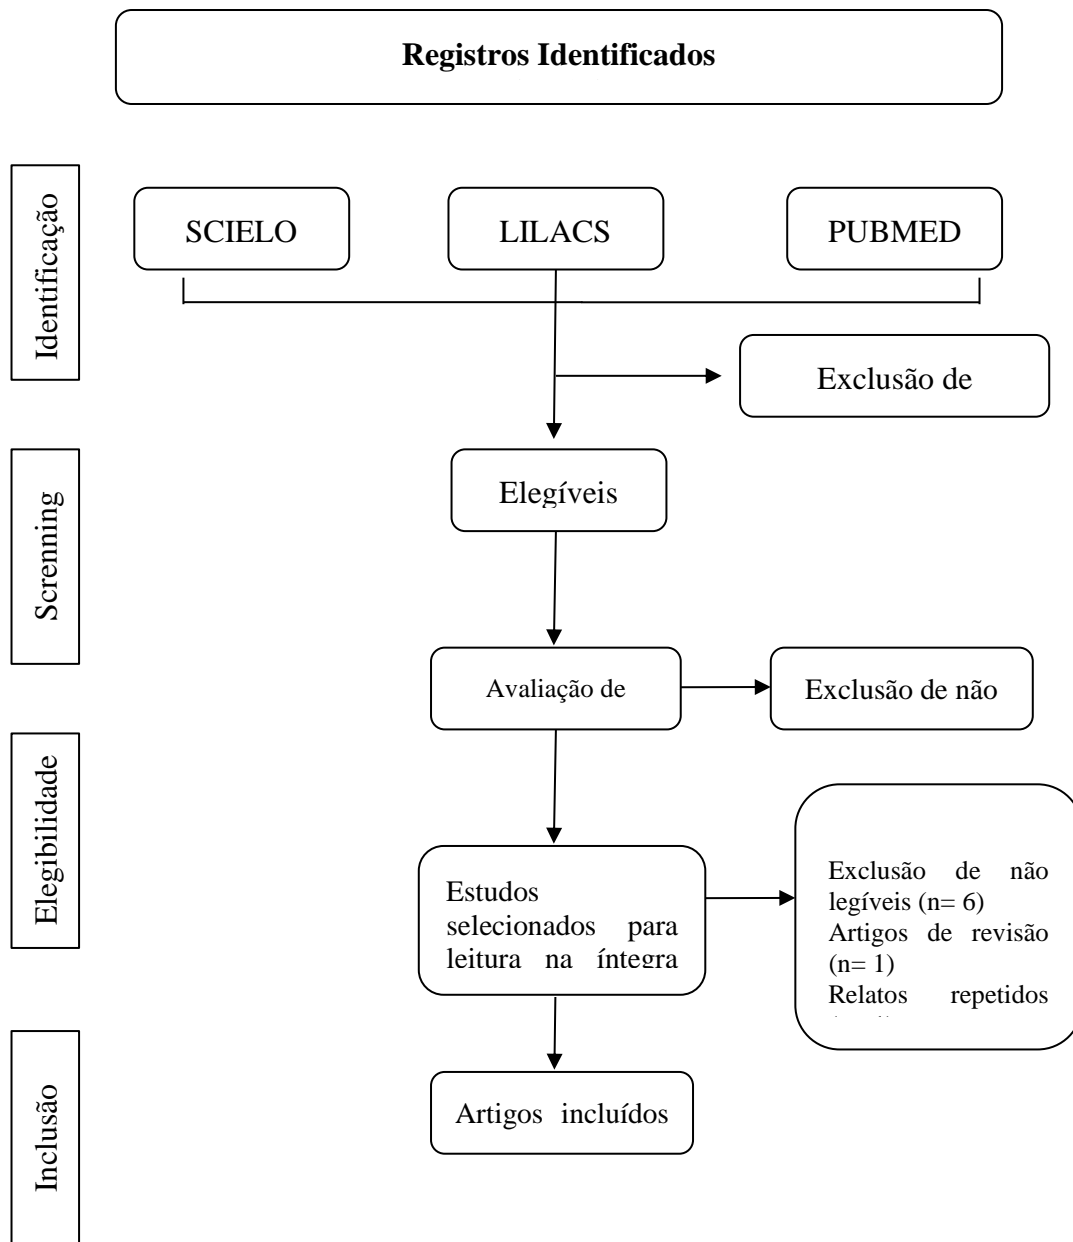 Registros Identificados
Identificação
SCIELO
LILACS
PUBMED
Exclusão de
Screnning
Elegíveis
Avaliação de
Exclusão de não
Elegibilidade
Estudos
selecionados para
leitura na íntegra
Exclusão de não
legíveis (n= 6)
Artigos de revisão
(n= 1)
Relatos repetidos
Inclusão
Artigos incluídos